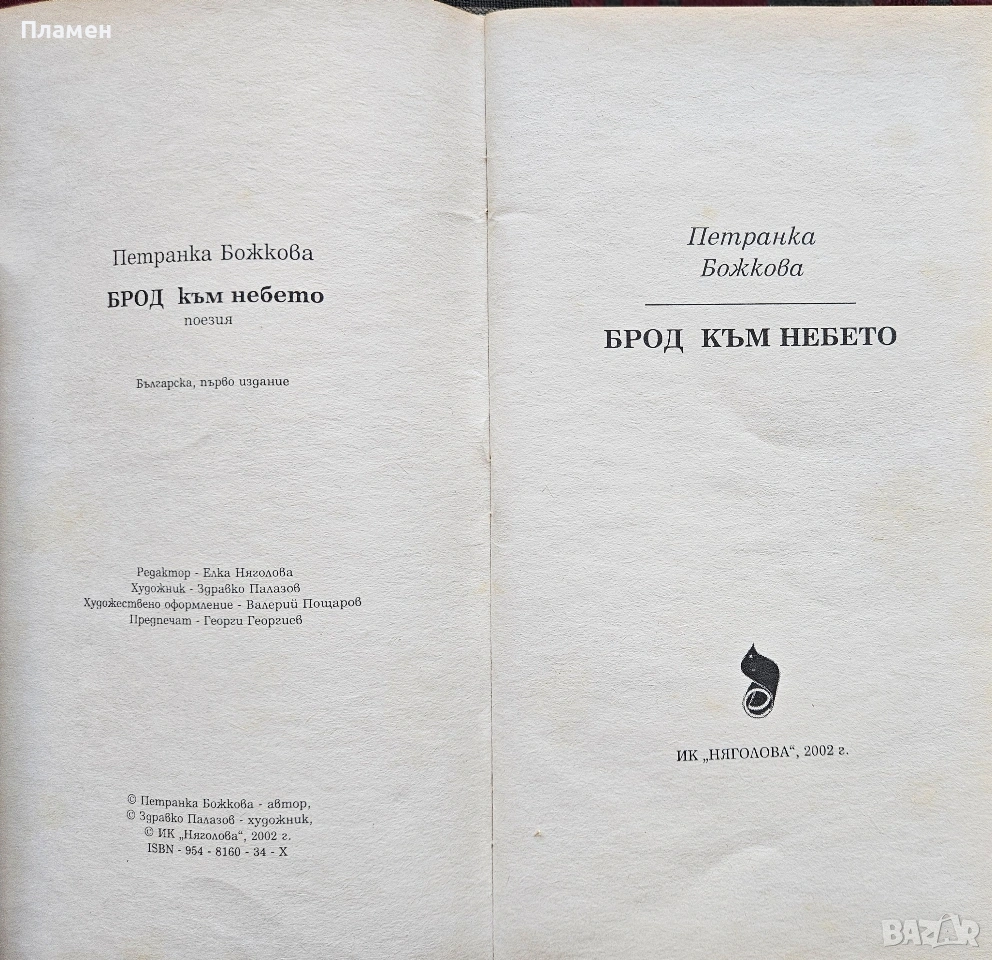 Пламен
Петранка Божкова
БРОД към небето
поезия
Българска, първо издание
Редактор - Елка Няголова
Художник - Здравко Палазов
Художествено оформление - Валерий Пощаров
Предпечат - Георги Георгиев
© Петранка Божкова - автор,
© Здравко Палазов - художник,
© ИК „Няголова“, 2002 г.
ISBN - 954 - 8160 - 34 - X
Петранка
Божкова
БРОД КЪМ НЕБЕТО
ИК „НЯГОЛОВА“, 2002 г.
BAZAR